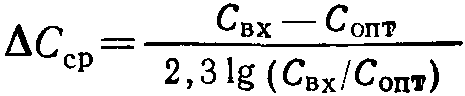 ΔC_ср = (C_вх — C_опт) / (2,3 lg (C_вх/C_опт))